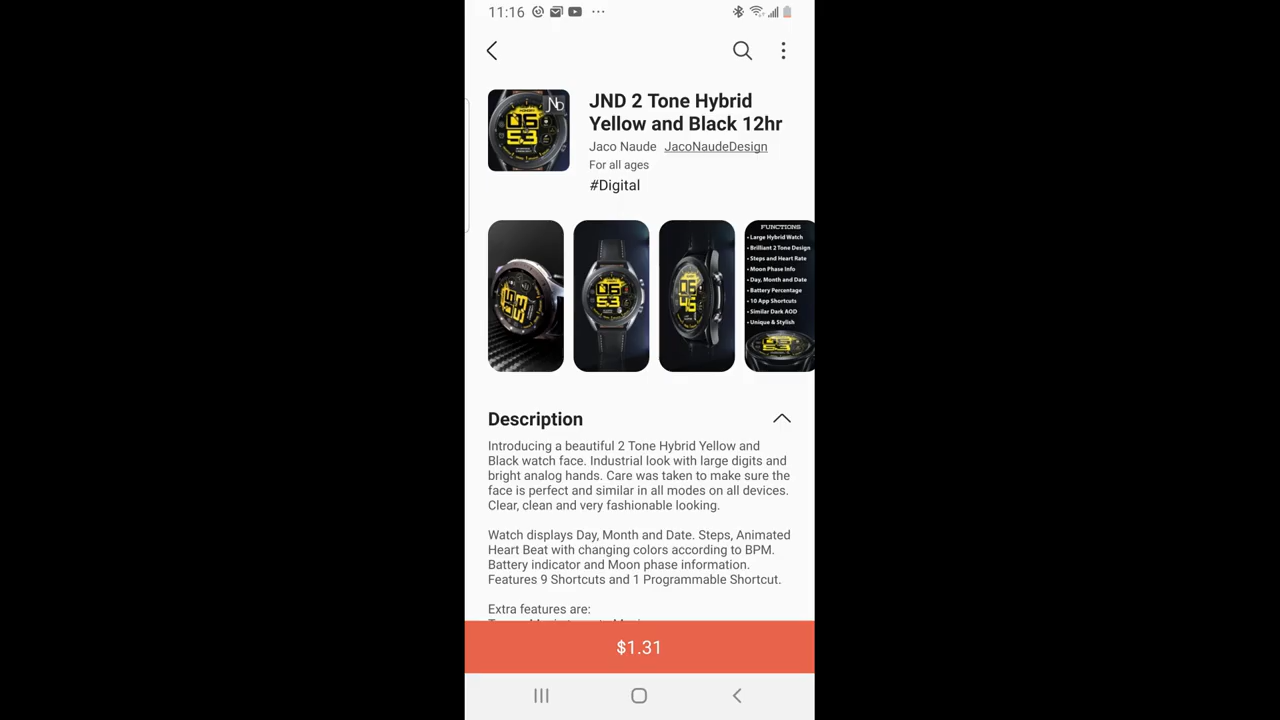 11:16
JND 2 Tone Hybrid
Yellow and Black 12hr
Jaco Naude JacoNaudeDesign
For all ages
#Digital
FUNCTIONS
• Large Hybrid Watch
• Brilliant 2 Tone Design
• Steps and Heart Rate
• Moon Phase Info
• Day, Month and Date
• Battery Percentage
• 10 App Shortcuts
• Similar Dark AOD
• Unique & Stylish
Description
Introducing a beautiful 2 Tone Hybrid Yellow and
Black watch face. Industrial look with large digits and
bright analog hands. Care was taken to make sure the
face is perfect and similar in all modes on all devices.
Clear, clean and very fashionable looking.
Watch displays Day, Month and Date. Steps, Animated
Heart Beat with changing colors according to BPM.
Battery indicator and Moon phase information.
Features 9 Shortcuts and 1 Programmable Shortcut.
Extra features are:
$1.31